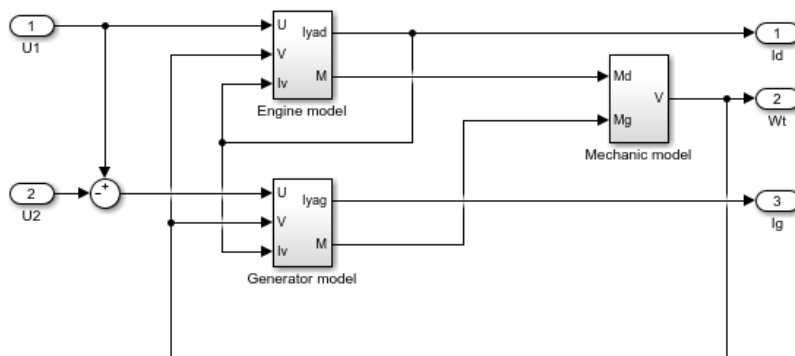 1
U1
U
V
Iv
Iyad
M
Engine model
Md
Mg
V
Mechanic model
1
Id
2
Wt
2
U2
- +
U
V
Iv
Iyag
M
Generator model
3
Ig